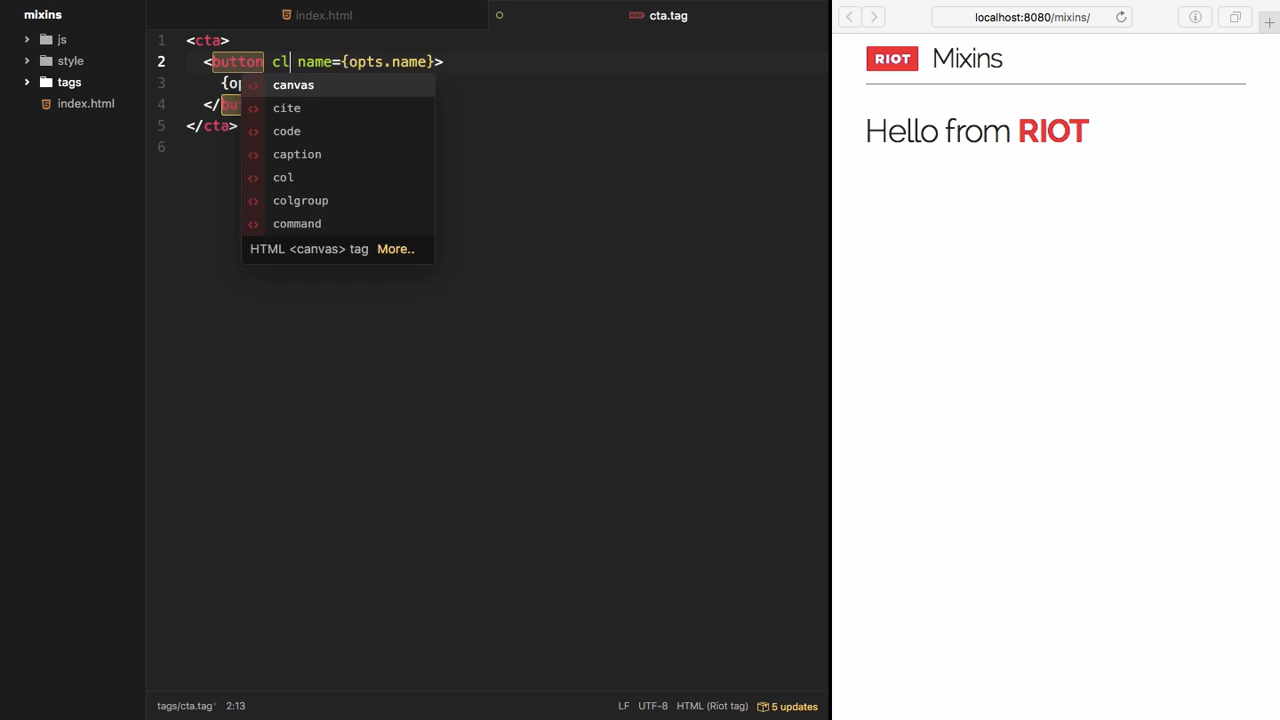 mixins
js
style
tags
index.html
index.html
cta.tag
1 <cta>
2 <button cl name={opts.name}>
3 {op
4 </bu
5 </cta>
6
canvas
cite
code
caption
col
colgroup
command
HTML <canvas> tag More..
tags/cta.tag 2:13
LF UTF-8 HTML (Riot tag) 5 updates
localhost:8080/mixins/
RIOT Mixins
Hello from RIOT